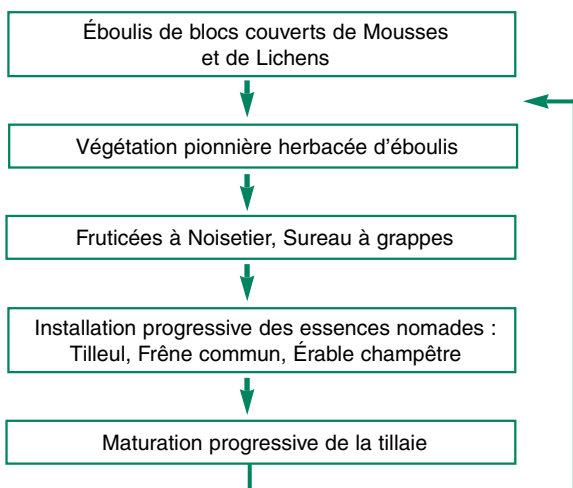 Éboulis de blocs couverts de Mousses
et de Lichens
Végétation pionnière herbacée d'éboulis
Fruticées à Noisetier, Sureau à grappes
Installation progressive des essences nomades :
Tilleul, Frêne commun, Érable champêtre
Maturation progressive de la tillaie